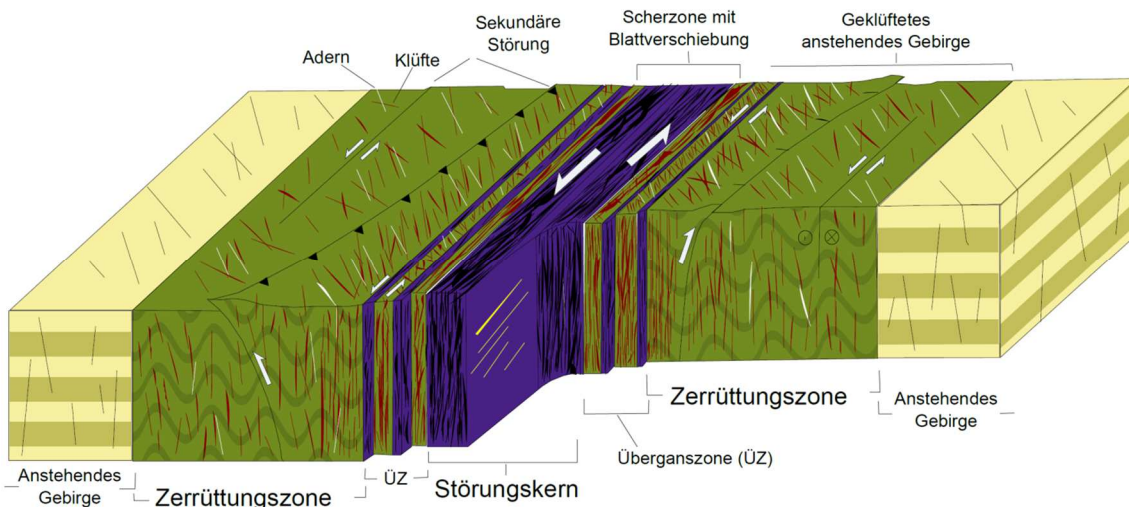 Adern
Klüfte
Sekundäre
Störung
Scherzone mit
Blattverschiebung
Geklüftetes
anstehendes Gebirge
Anstehendes
Gebirge
Zerrüttungszone
ÜZ
Störungskern
Überganszone (ÜZ)
Zerrüttungszone
Anstehendes
Gebirge